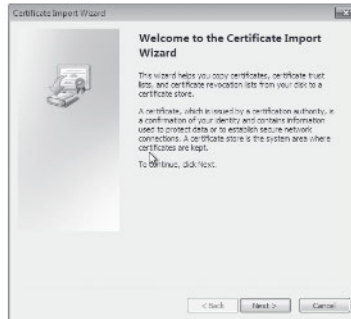 Certificate Import Wizard
Welcome to the Certificate Import
Wizard
This wizard helps you copy certificates, certificate trust
lists, and certificate revocation lists from your disk to a
certificate store.
A certificate, which is issued by a certification authority, is
a confirmation of your identity and contains information
used to protect data or to establish secure network
connections. A certificate store is the system area where
certificates are kept.
To continue, click Next.
< Back
Next >
Cancel